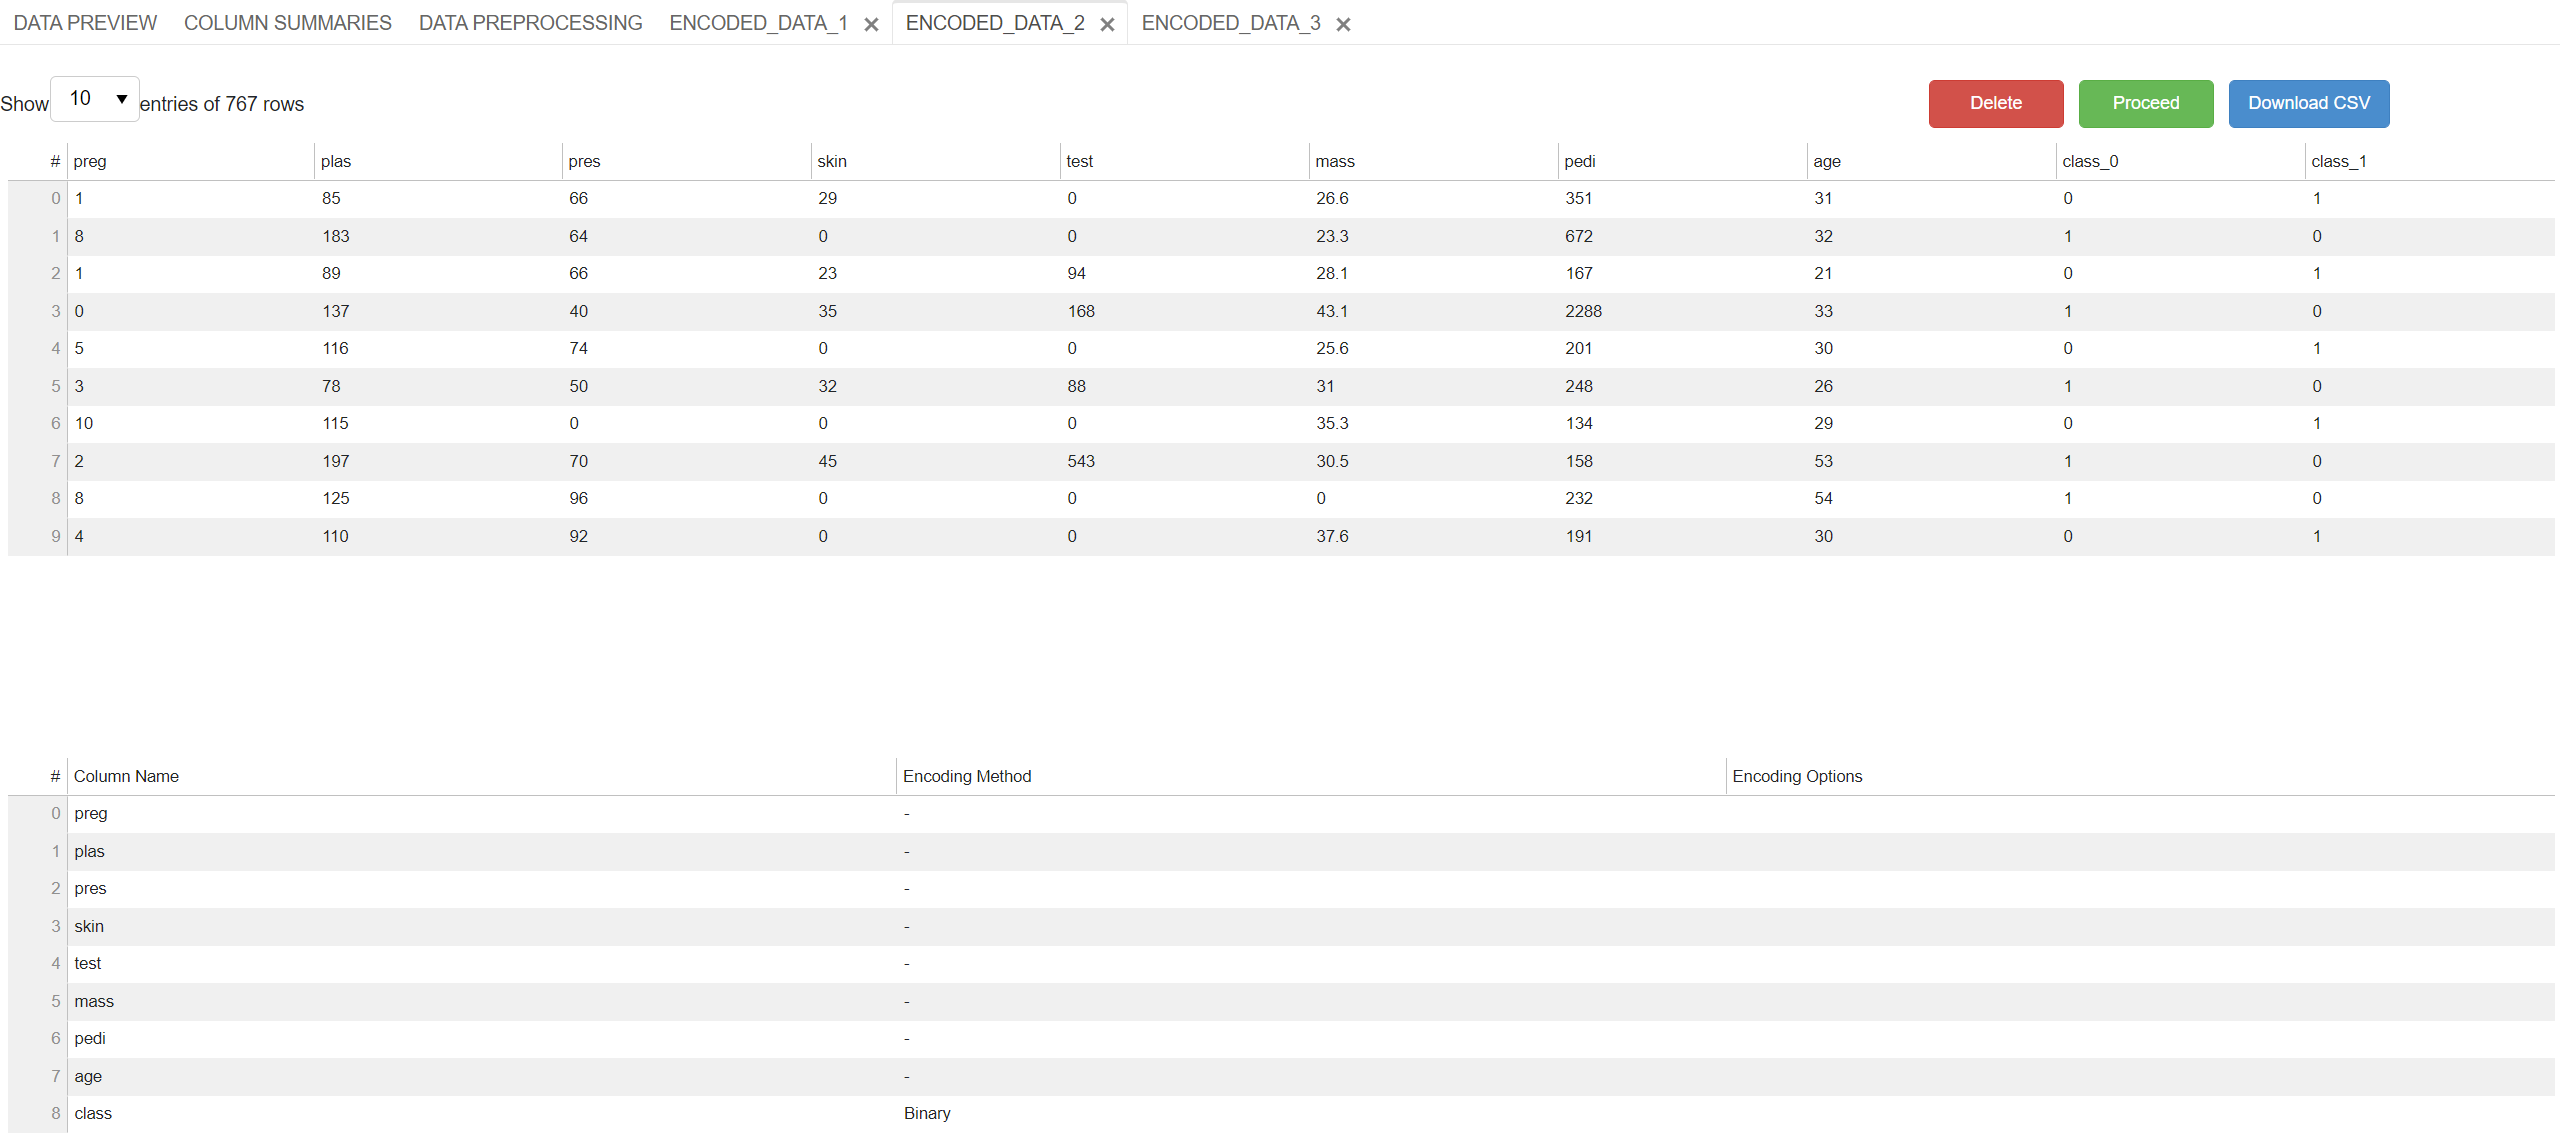 DATA PREVIEW COLUMN SUMMARIES DATA PREPROCESSING ENCODED_DATA_1 ENCODED_DATA_2 ENCODED_DATA_3
Show 10 entries of 767 rows Delete Proceed Download CSV
# preg plas pres skin test mass pedi age class_0 class_1
0 1 85 66 29 0 26.6 351 31 0 1
1 8 183 64 0 0 23.3 672 32 1 0
2 1 89 66 23 94 28.1 167 21 0 1
3 0 137 40 35 168 43.1 2288 33 1 0
4 5 116 74 0 0 25.6 201 30 0 1
5 3 78 50 32 88 31 248 26 1 0
6 10 115 0 0 0 35.3 134 29 0 1
7 2 197 70 45 543 30.5 158 53 1 0
8 8 125 96 0 0 0 232 54 1 0
9 4 110 92 0 0 37.6 191 30 0 1
# Column Name Encoding Method Encoding Options
0 preg -
1 plas -
2 pres -
3 skin -
4 test -
5 mass -
6 pedi -
7 age -
8 class Binary